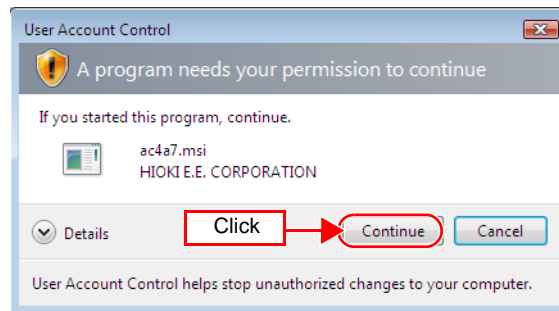 User Account Control
A program needs your permission to continue
If you started this program, continue.
ac4a7.msi
HIOKI E.E. CORPORATION
Details
Click
Continue
Cancel
User Account Control helps stop unauthorized changes to your computer.